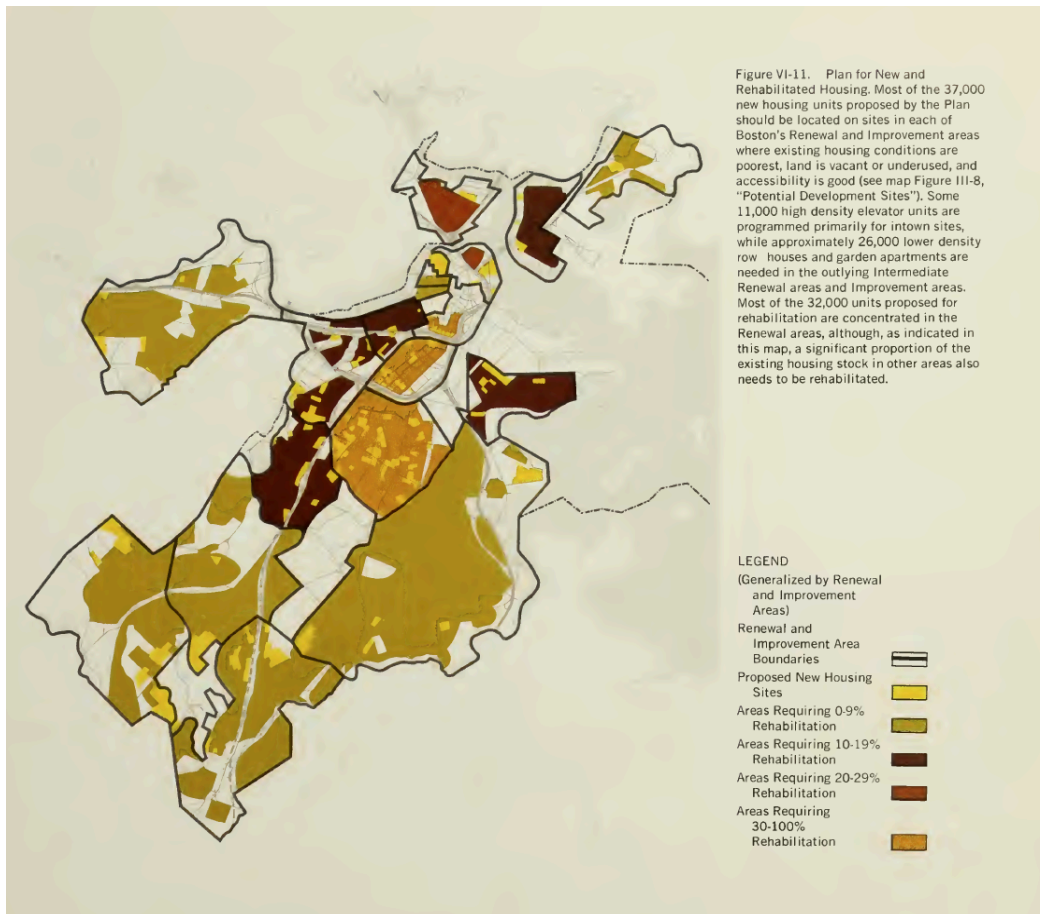 Figure VI-11. Plan for New and
Rehabilitated Housing. Most of the 37,000
new housing units proposed by the Plan
should be located on sites in each of
Boston's Renewal and Improvement areas
where existing housing conditions are
poorest, land is vacant or underused, and
accessibility is good (see map Figure III-8,
"Potential Development Sites"). Some
11,000 high density elevator units are
programmed primarily for intown sites,
while approximately 26,000 lower density
row houses and garden apartments are
needed in the outlying Intermediate
Renewal areas and Improvement areas.
Most of the 32,000 units proposed for
rehabilitation are concentrated in the
Renewal areas, although, as indicated in
this map, a significant proportion of the
existing housing stock in other areas also
needs to be rehabilitated.
LEGEND
(Generalized by Renewal
and Improvement
Areas)
Renewal and
Improvement Area
Boundaries
Proposed New Housing
Sites
Areas Requiring 0-9%
Rehabilitation
Areas Requiring 10-19%
Rehabilitation
Areas Requiring 20-29%
Rehabilitation
Areas Requiring
30-100%
Rehabilitation